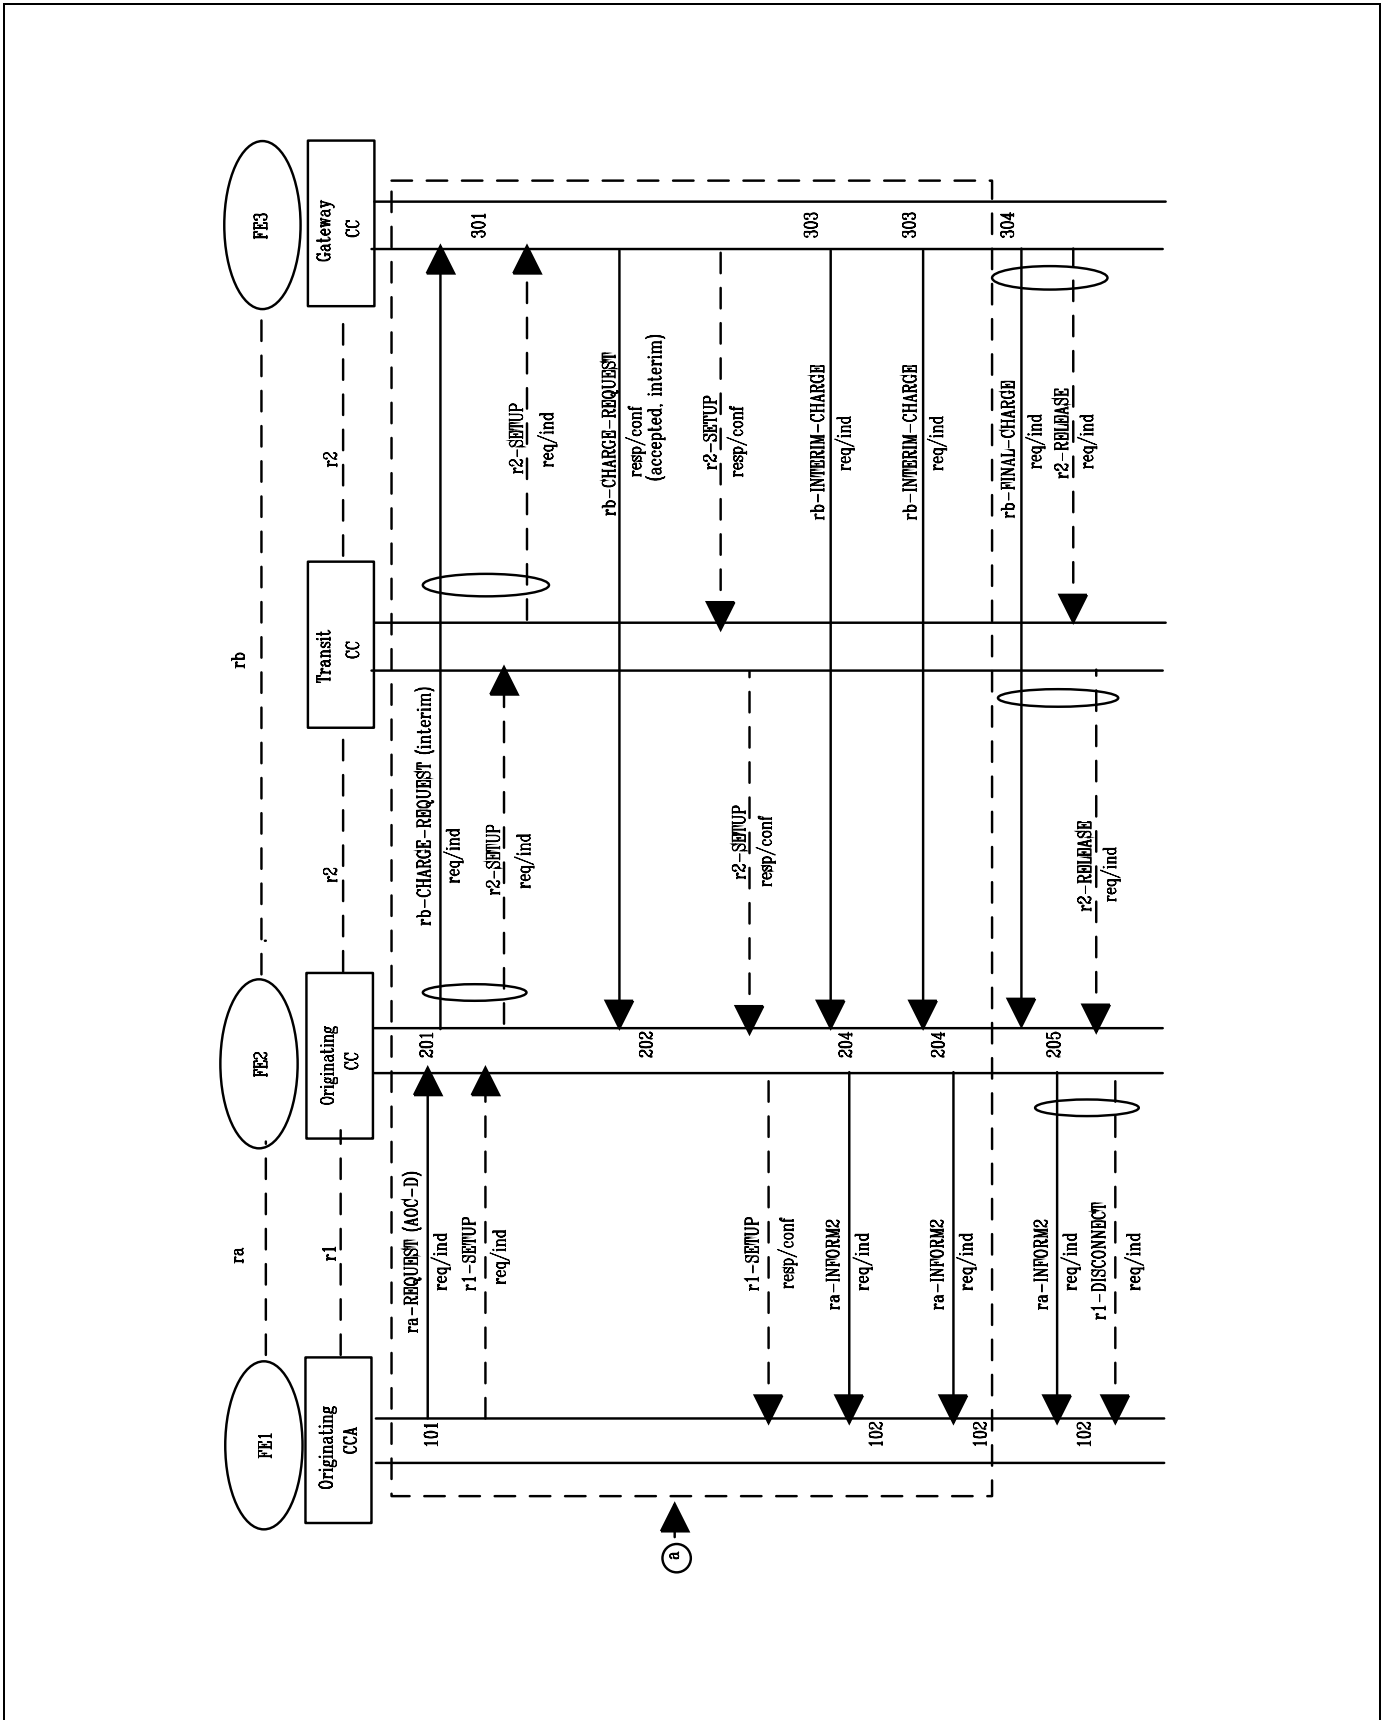 FE1
FE2
FE3
ra
rb
Originating
CCA
r1
Originating
CC
r2
Transit
CC
r2
Gateway
CC
ra-REQUEST (AOC-D)
req/ind
101
201
rb-CHARGE-REQUEST (interim)
req/ind
301
r1-SETUP
req/ind
r2-SETUP
req/ind
r2-SETUP
req/ind
rb-CHARGE-REQUEST
resp/conf
(accepted, interim)
202
r2-SETUP
resp/conf
r2-SETUP
resp/conf
r1-SETUP
resp/conf
a
303
rb-INTERIM-CHARGE
req/ind
204
ra-INFORM2
req/ind
102
303
rb-INTERIM-CHARGE
req/ind
204
ra-INFORM2
req/ind
102
304
rb-FINAL-CHARGE
req/ind
r2-RELEASE
req/ind
r2-RELEASE
req/ind
205
ra-INFORM2
req/ind
102
r1-DISCONNECT
req/ind